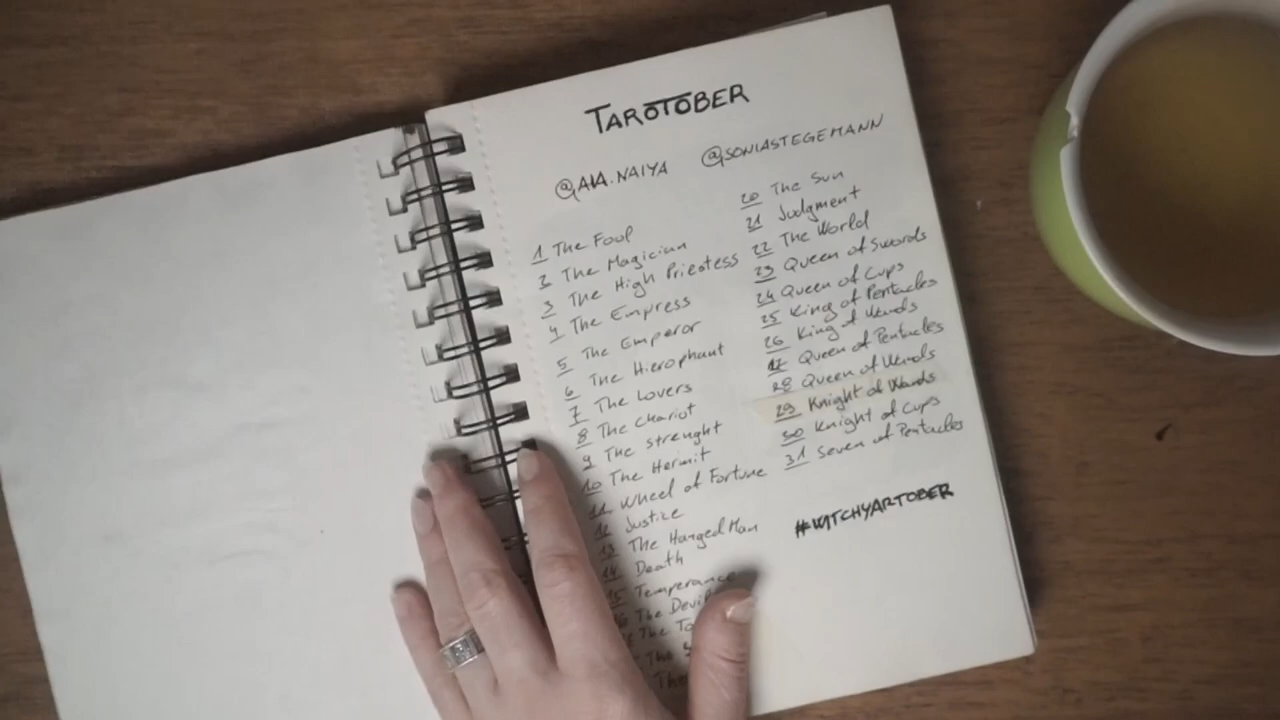 TAROTOBER
@AIA.NAIYA @SONIASTEGEMANN
1 The Fool
2 The Magician
3 The High Priestess
4 The Empress
5 The Emperor
6 The Hierophant
7 The Lovers
8 The Chariot
9 The strenght
10 The Hermit
11 Wheel of Fortune
12 Justice
13 The Hanged Man
14 Death
15 Temperance
The Devil
The
The
20 The Sun
21 Judgment
22 The World
23 Queen of Swords
24 Queen of Cups
25 King of Pentacles
26 King of Wands
27 Queen of Pentacles
28 Queen of Wands
29 Knight of Wands
30 Knight of Cups
31 Seven of Pentacles
#WITCHYARTOBER